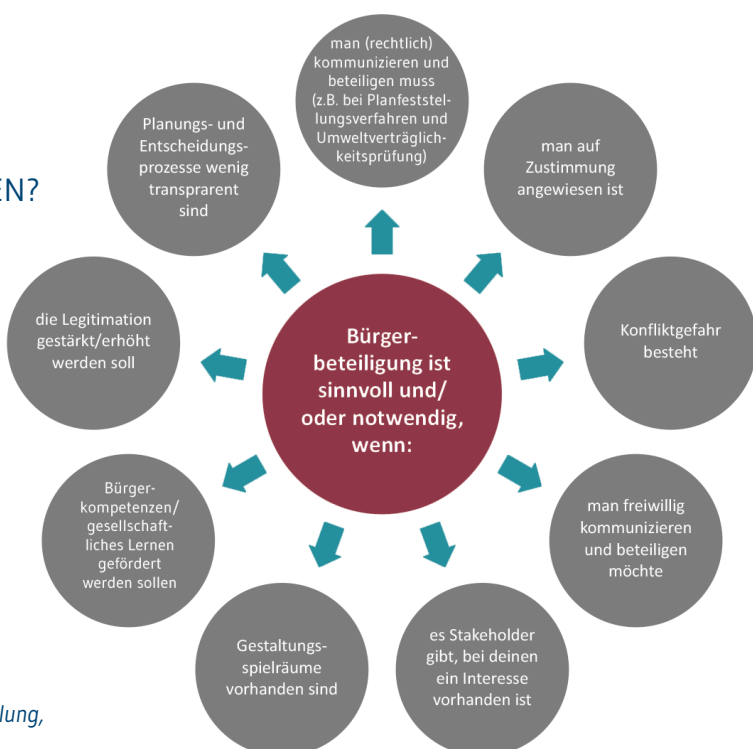 EN?
man (rechtlich)
kommunizieren und
beteiligen muss
(z.B. bei Planfeststel-
lungsverfahren und
Umweltverträglich-
keitsprüfung)
man auf
Zustimmung
angewiesen ist
Konfliktgefahr
besteht
man freiwillig
kommunizieren
und beteiligen
möchte
es Stakeholder
gibt, bei deinen
ein Interesse
vorhanden ist
Gestaltungs-
spielräume
vorhanden sind
Bürger-
kompetenzen/
gesellschaft-
liches Lernen
gefördert
werden sollen
die Legitimation
gestärkt/erhöht
werden soll
Planungs- und
Entscheidungs-
prozesse wenig
transprarent
sind
Bürger-
beteiligung ist
sinnvoll und/
oder notwendig,
wenn:
lung,